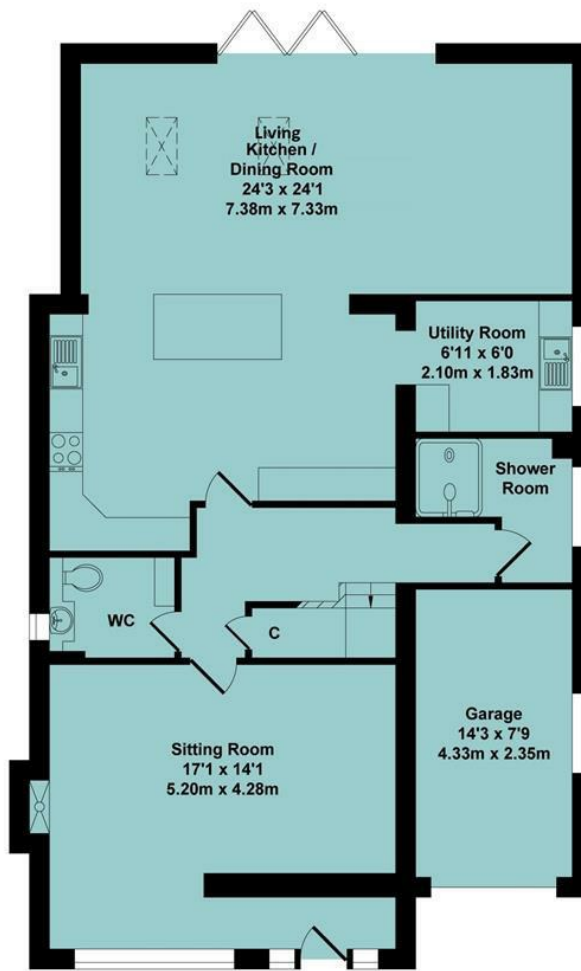 Living
Kitchen /
Dining Room
24'3 x 24'1
7.38m x 7.33m
Utility Room
6'11 x 6'0
2.10m x 1.83m
Shower
Room
WC
C
Sitting Room
17'1 x 14'1
5.20m x 4.28m
Garage
14'3 x 7'9
4.33m x 2.35m